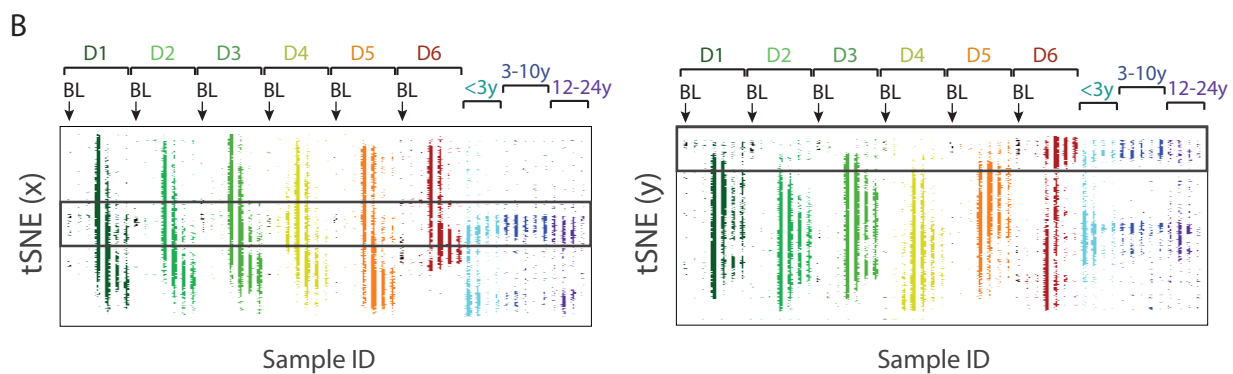 B
D1 D2 D3 D4 D5 D6
BL BL BL BL BL BL <3y 3-10y 12-24y
tSNE (x)
Sample ID
D1 D2 D3 D4 D5 D6
BL BL BL BL BL BL <3y 3-10y 12-24y
tSNE (y)
Sample ID